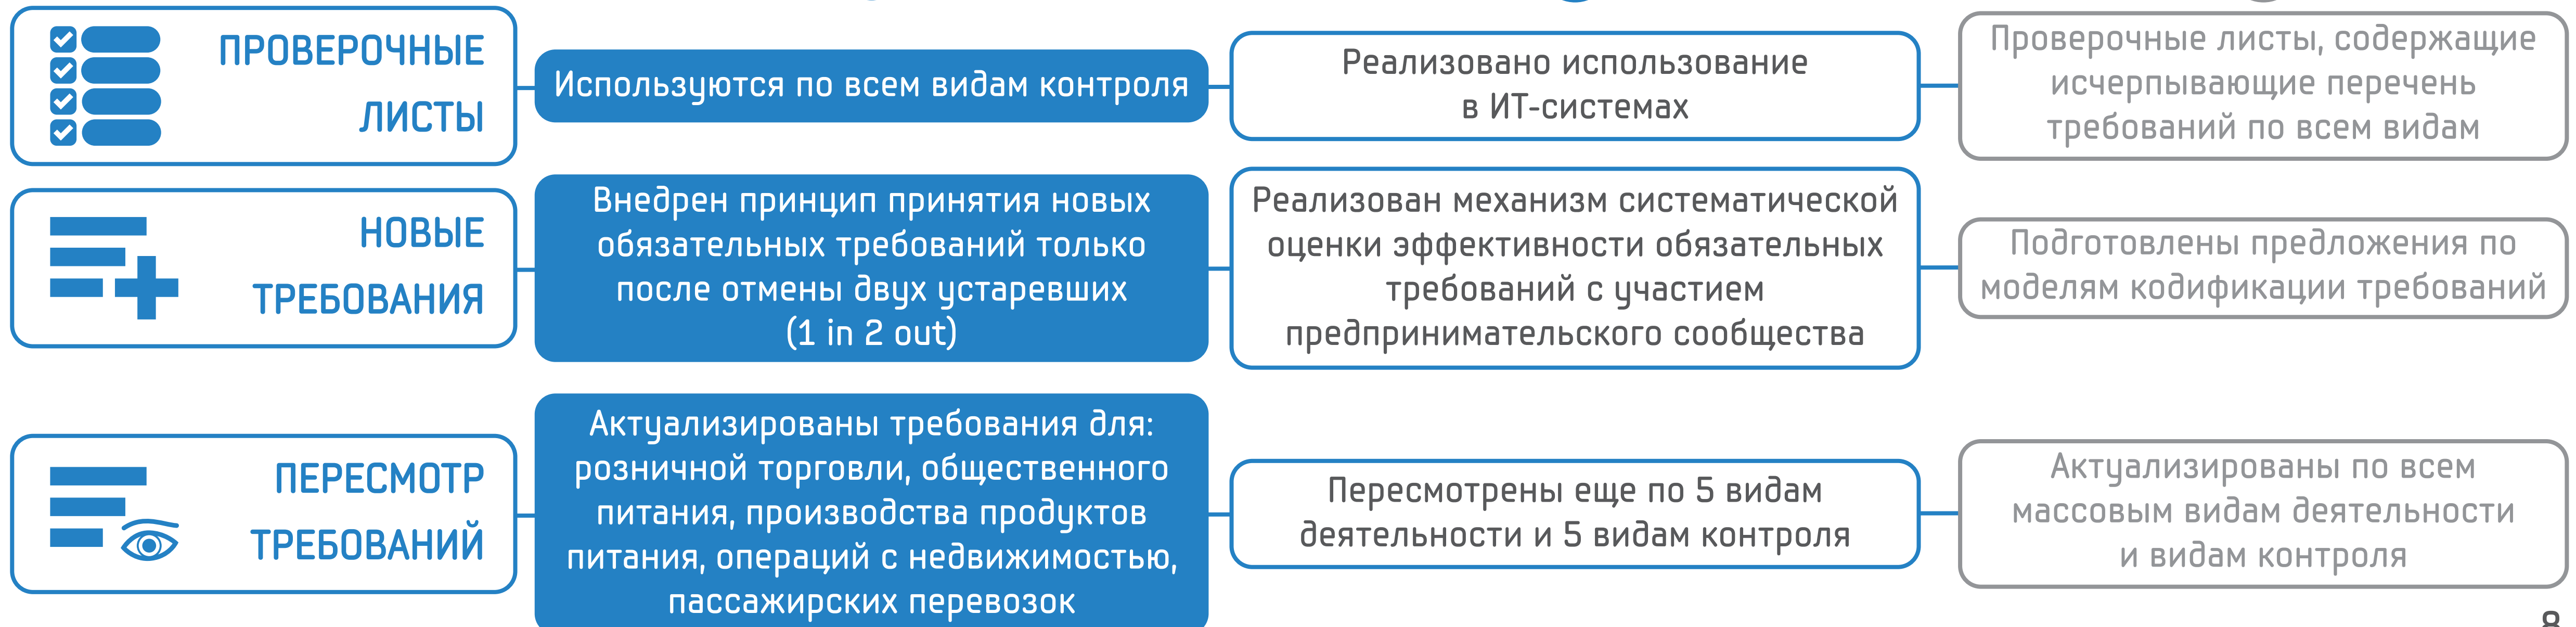 ПРОВЕРОЧНЫЕ
ЛИСТЫ
Используются по всем видам контроля
Реализовано использование
в ИТ-системах
Проверочные листы, содержащие
исчерпывающие перечень
требований по всем видам
НОВЫЕ
ТРЕБОВАНИЯ
Внедрен принцип принятия новых
обязательных требований только
после отмены двух устаревших
(1 in 2 out)
Реализован механизм систематической
оценки эффективности обязательных
требований с участием
предпринимательского сообщества
Подготовлены предложения по
моделям кодификации требований
ПЕРЕСМОТР
ТРЕБОВАНИЙ
Актуализированы требования для:
розничной торговли, общественного
питания, производства продуктов
питания, операций с недвижимостью,
пассажирских перевозок
Пересмотрены еще по 5 видам
деятельности и 5 видам контроля
Актуализированы по всем
массовым видам деятельности
и видам контроля
8